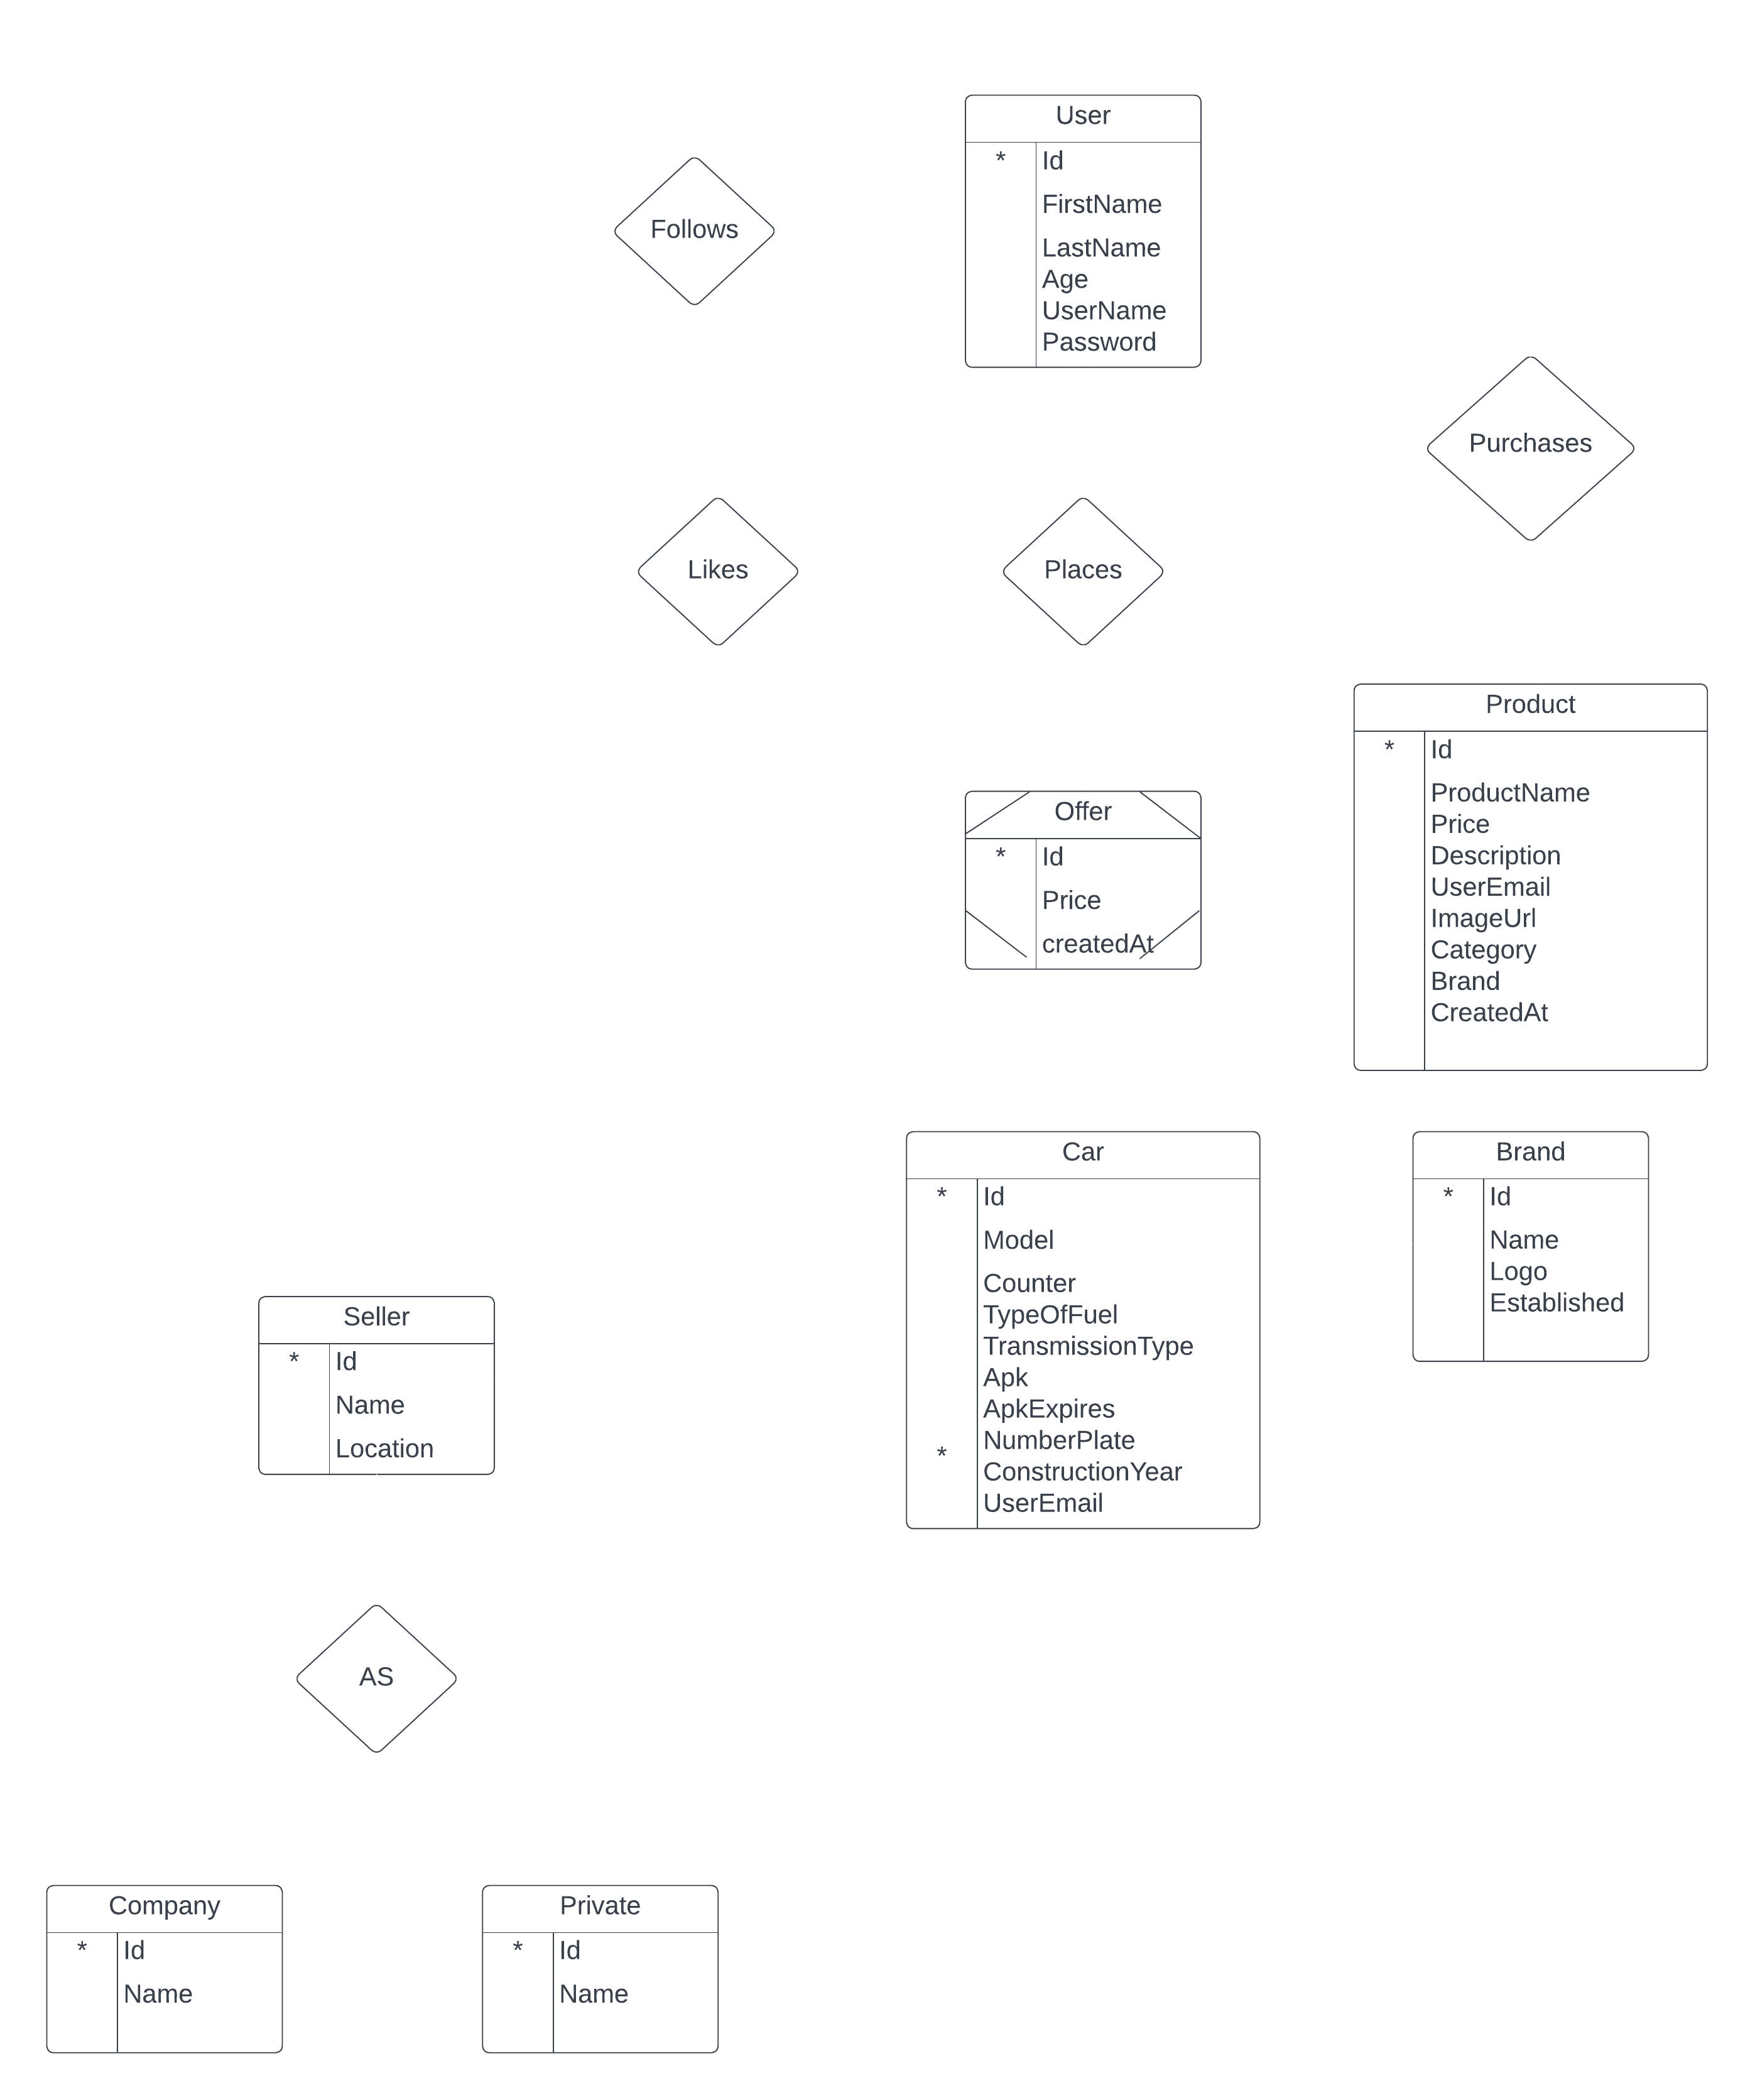 User
* Id
FirstName
LastName
Age
UserName
Password
Follows
Purchases
Likes
Places
Product
* Id
ProductName
Price
Description
UserEmail
ImageUrl
Category
Brand
CreatedAt
Offer
* Id
Price
createdAt
Car
* Id
Model
Counter
TypeOfFuel
TransmissionType
Apk
ApkExpires
NumberPlate
* ConstructionYear
UserEmail
Brand
* Id
Name
Logo
Established
Seller
* Id
Name
Location
AS
Company
* Id
Name
Private
* Id
Name